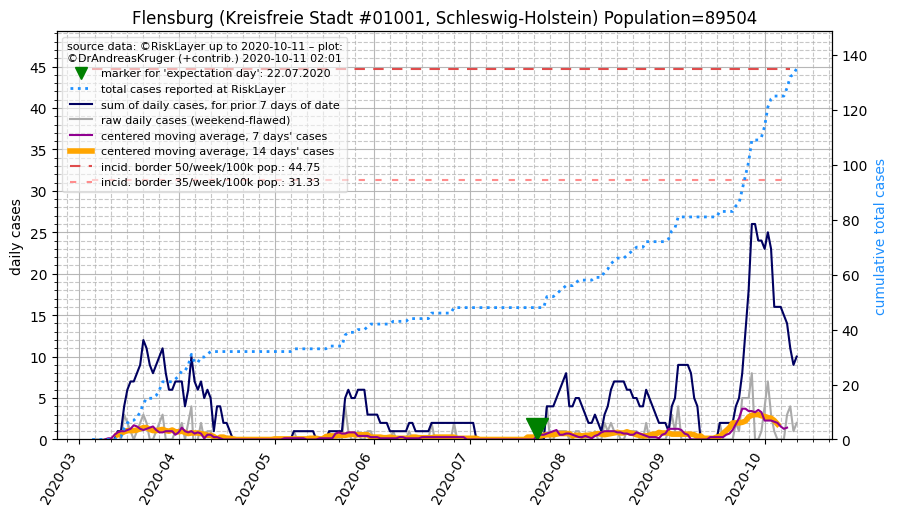 Flensburg (Kreisfreie Stadt #01001, Schleswig-Holstein) Population=89504
source data: ©RiskLayer up to 2020-10-11 – plot:
©DrAndreasKruger (+contrib.) 2020-10-11 02:01
marker for 'expectation day': 22.07.2020
total cases reported at RiskLayer
sum of daily cases, for prior 7 days of date
raw daily cases (weekend-flawed)
centered moving average, 7 days' cases
centered moving average, 14 days' cases
incid. border 50/week/100k pop.: 44.75
incid. border 35/week/100k pop.: 31.33
daily cases
45
40
35
30
25
20
15
10
5
0
cumulative total cases
140
120
100
80
60
40
20
0
2020-03
2020-04
2020-05
2020-06
2020-07
2020-08
2020-09
2020-10